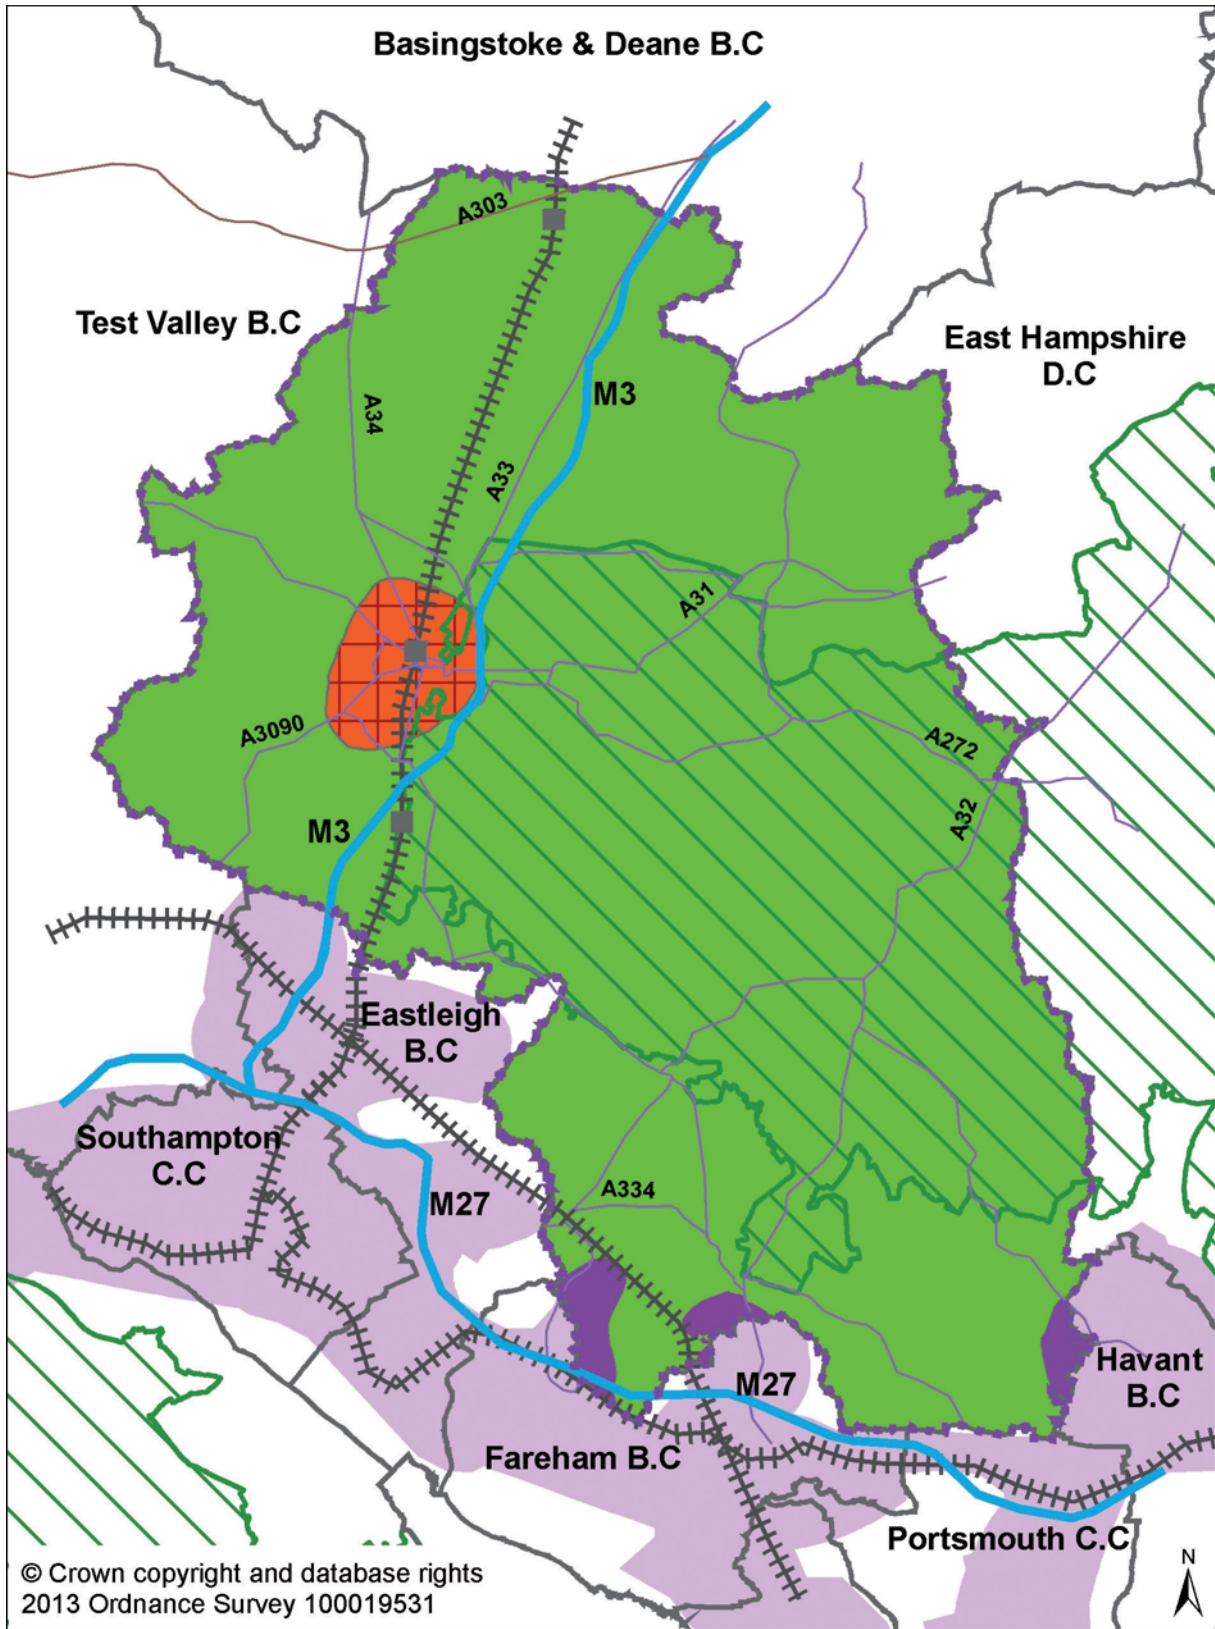 Basingstoke & Deane B.C
A303
Test Valley B.C
East Hampshire
D.C
M3
A34
A33
A31
A3090
A272
A32
M3
Eastleigh
B.C
Southampton
C.C
M27
A334
Havant
B.C
M27
Fareham B.C
Portsmouth C.C
© Crown copyright and database rights
2013 Ordnance Survey 100019531
N